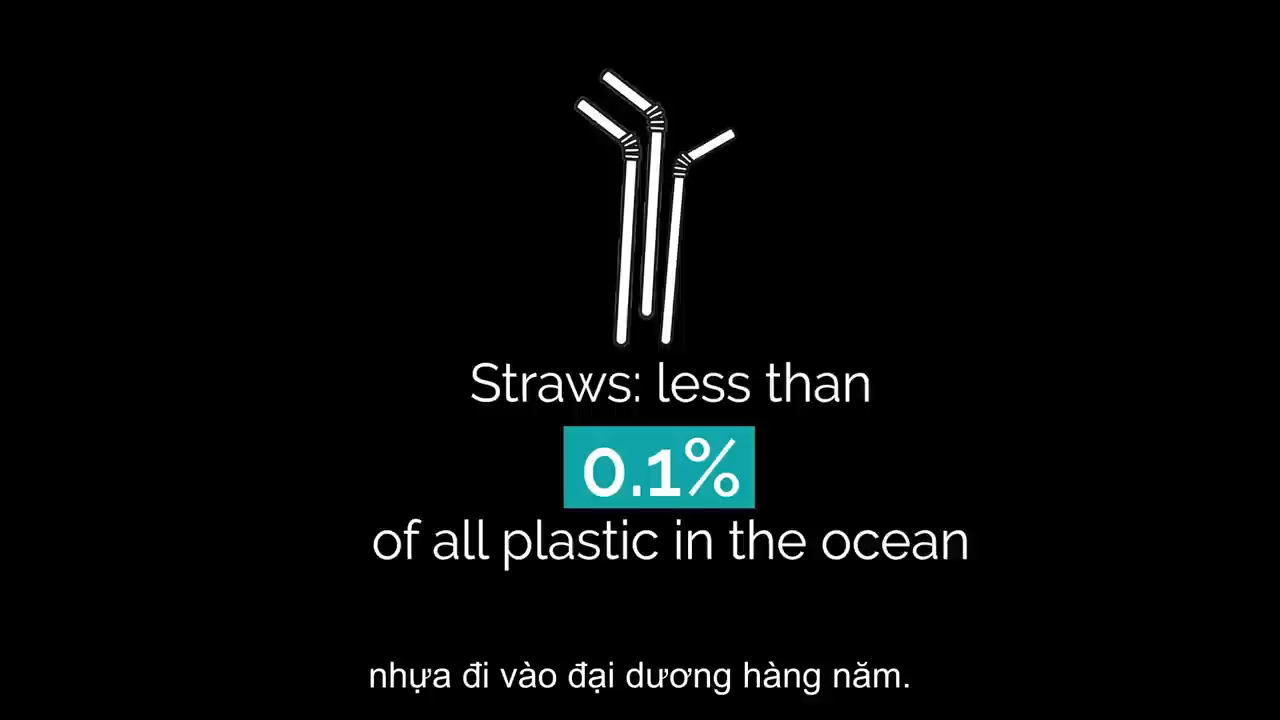 Straws: less than
0.1%
of all plastic in the ocean
nhựa đi vào đại dương hàng năm.